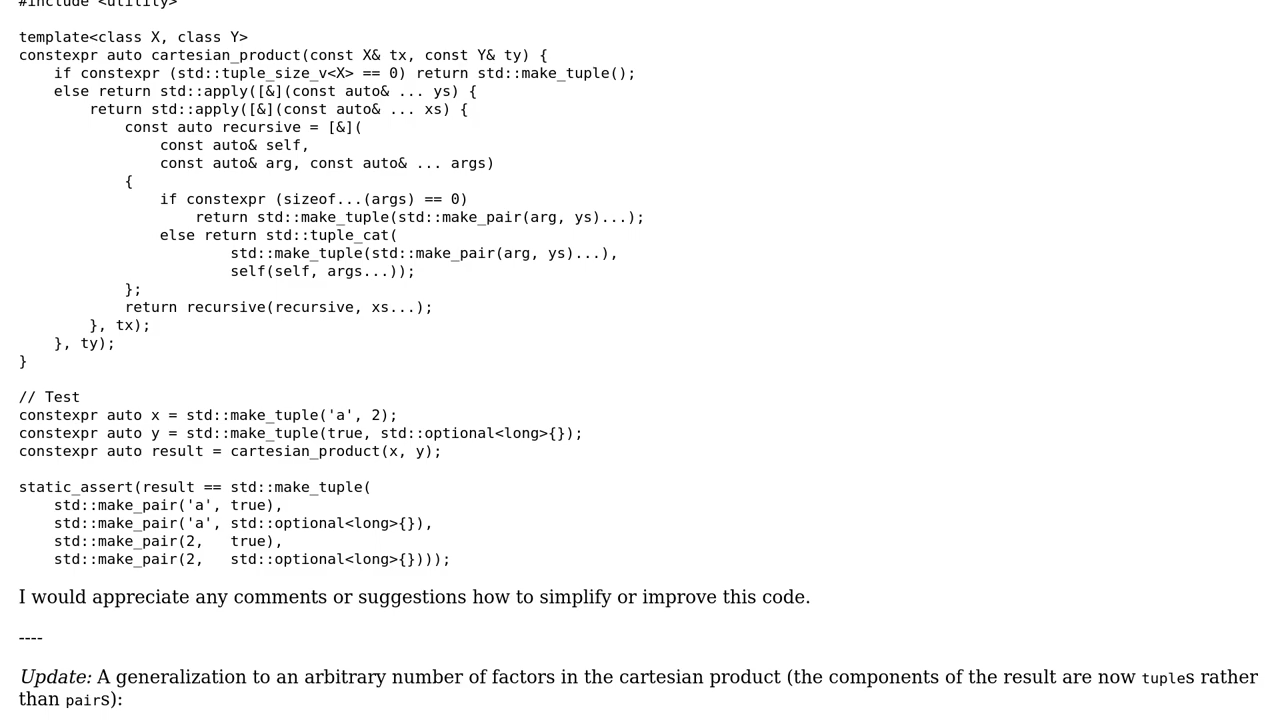 #include <utility>

template<class X, class Y>
constexpr auto cartesian_product(const X& tx, const Y& ty) {
    if constexpr (std::tuple_size_v<X> == 0) return std::make_tuple();
    else return std::apply([&](const auto& ... ys) {
        return std::apply([&](const auto& ... xs) {
            const auto recursive = [&](
                const auto& self,
                const auto& arg, const auto& ... args)
            {
                if constexpr (sizeof...(args) == 0)
                    return std::make_tuple(std::make_pair(arg, ys)...);
                else return std::tuple_cat(
                        std::make_tuple(std::make_pair(arg, ys)...),
                        self(self, args...));
            };
            return recursive(recursive, xs...);
        }, tx);
    }, ty);
}

// Test
constexpr auto x = std::make_tuple('a', 2);
constexpr auto y = std::make_tuple(true, std::optional<long>{});
constexpr auto result = cartesian_product(x, y);

static_assert(result == std::make_tuple(
    std::make_pair('a', true),
    std::make_pair('a', std::optional<long>{}),
    std::make_pair(2,   true),
    std::make_pair(2,   std::optional<long>{})));

I would appreciate any comments or suggestions how to simplify or improve this code.

----

Update: A generalization to an arbitrary number of factors in the cartesian product (the components of the result are now tuples rather
than pairs):